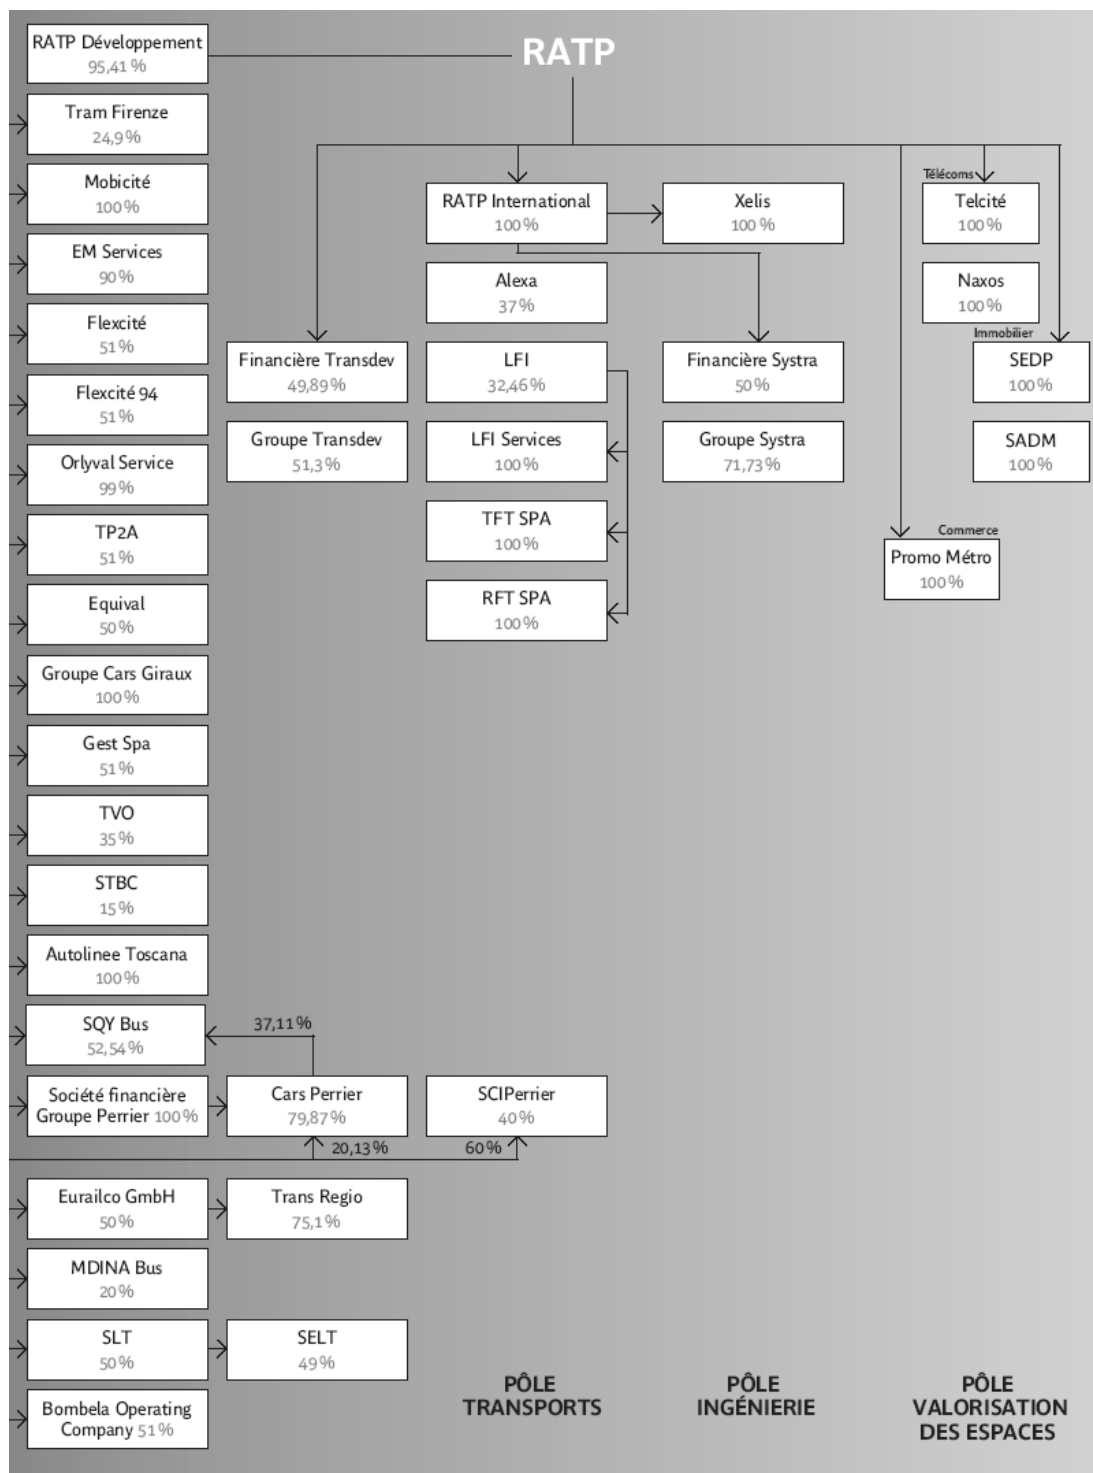 RATP
RATP Développement
95,41 %
Tram Firenze
24,9 %
Mobicité
100 %
EM Services
90 %
Flexcité
51 %
Flexcité 94
51 %
Orlyval Service
99 %
TP2A
51 %
Equival
50 %
Groupe Cars Giraux
100 %
Gest Spa
51 %
TVO
35 %
STBC
15 %
Autolinee Toscana
100 %
SQY Bus
52,54 %
37,11 %
Société financière
Groupe Perrier 100 %
Cars Perrier
79,87 %
SCIPerrier
40 %
20,13 %
60 %
Eurailco GmbH
50 %
Trans Regio
75,1 %
MDINA Bus
20 %
SLT
50 %
SELT
49 %
Bombela Operating
Company 51 %
Financière Transdev
49,89 %
Groupe Transdev
51,3 %
RATP International
100 %
Alexa
37 %
LFI
32,46 %
LFI Services
100 %
TFT SPA
100 %
RFT SPA
100 %
Xelis
100 %
Financière Systra
50 %
Groupe Systra
71,73 %
Télécoms
Telcité
100 %
Naxos
100 %
Immobilier
SEDP
100 %
SADM
100 %
Commerce
Promo Métro
100 %
PÔLE
TRANSPORTS
PÔLE
INGÉNIERIE
PÔLE
VALORISATION
DES ESPACES